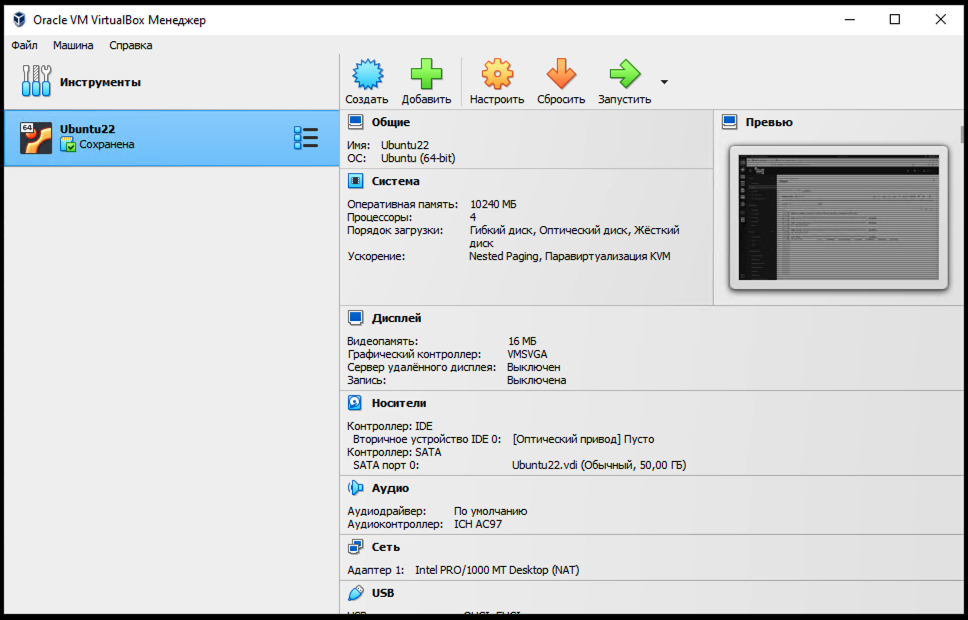 Oracle VM VirtualBox Менеджер
Файл Машина Справка
Инструменты
Создать Добавить Настроить Сбросить Запустить
64
Ubuntu22
Сохранена
Общие
Имя: Ubuntu22
ОС: Ubuntu (64-bit)
Превью
Система
Оперативная память: 10240 МБ
Процессоры: 4
Порядок загрузки: Гибкий диск, Оптический диск, Жёсткий
диск
Ускорение: Nested Paging, Паравиртуализация KVM
Дисплей
Видеопамять: 16 МБ
Графический контроллер: VMSVGA
Сервер удалённого дисплея: Выключен
Запись: Выключена
Носители
Контроллер: IDE
Вторичное устройство IDE 0: [Оптический привод] Пусто
Контроллер: SATA
SATA порт 0: Ubuntu22.vdi (Обычный, 50,00 ГБ)
Аудио
Аудиодрайвер: По умолчанию
Аудиоконтроллер: ICH AC97
Сеть
Адаптер 1: Intel PRO/1000 MT Desktop (NAT)
USB